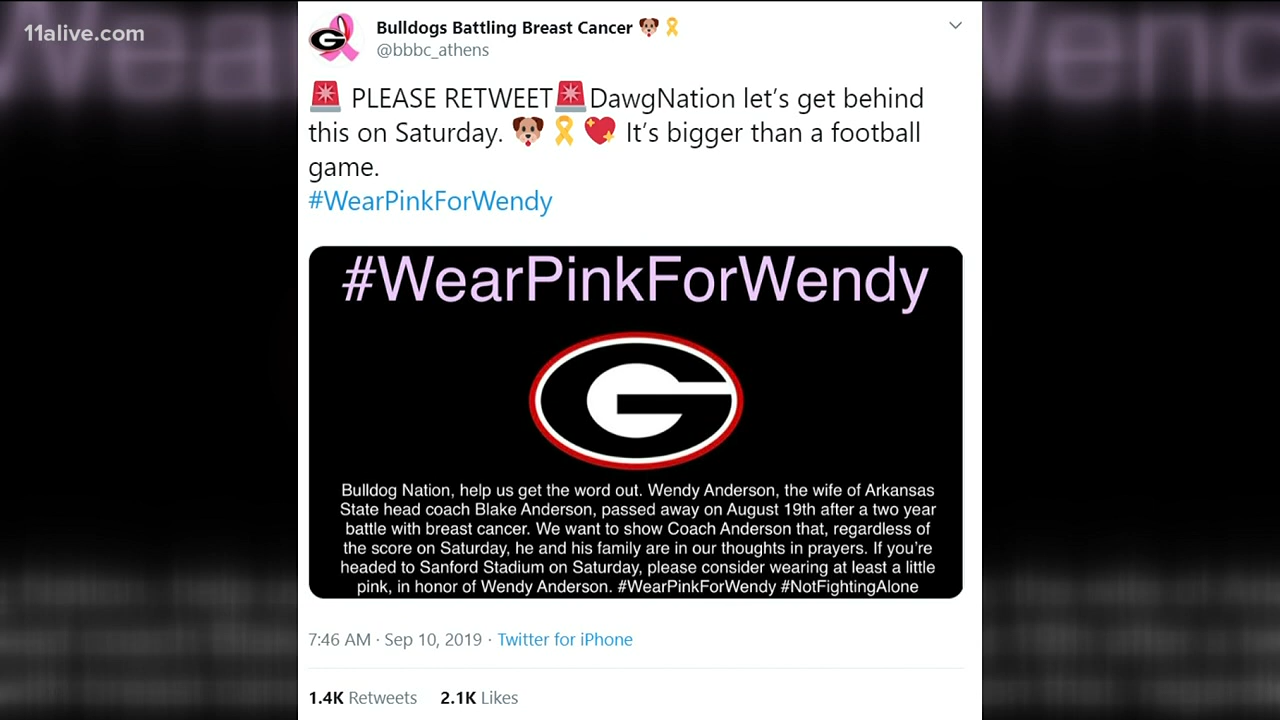 11alive.com
Bulldogs Battling Breast Cancer 🐶🎗
@bbbc_athens
🚨 PLEASE RETWEET🚨DawgNation let’s get behind
this on Saturday. 🐶🎗💖 It’s bigger than a football
game.
#WearPinkForWendy
#WearPinkForWendy
G
Bulldog Nation, help us get the word out. Wendy Anderson, the wife of Arkansas
State head coach Blake Anderson, passed away on August 19th after a two year
battle with breast cancer. We want to show Coach Anderson that, regardless of
the score on Saturday, he and his family are in our thoughts in prayers. If you’re
headed to Sanford Stadium on Saturday, please consider wearing at least a little
pink, in honor of Wendy Anderson. #WearPinkForWendy #NotFightingAlone
7:46 AM · Sep 10, 2019 · Twitter for iPhone
1.4K Retweets 2.1K Likes